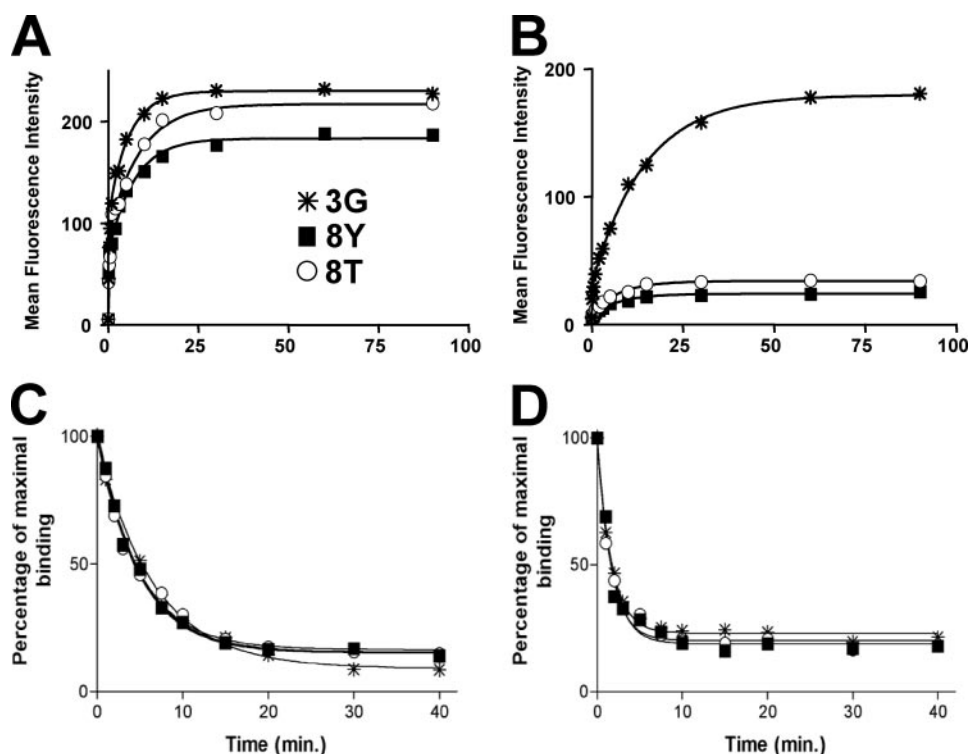 A
Mean Fluorescence Intensity
200
100
0
0 25 50 75 100
3G
8Y
8T
B
Mean Fluorescence Intensity
200
100
0
0 25 50 75 100
C
Percentage of maximal
binding
100
50
0
0 10 20 30 40
Time (min.)
D
Percentage of maximal
binding
100
50
0
0 10 20 30 40
Time (min.)